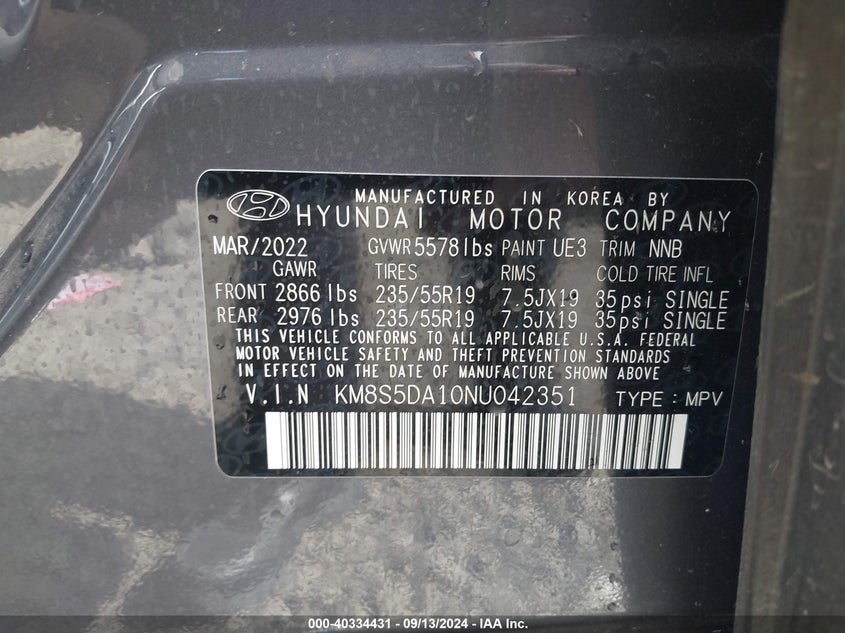 MANUFACTURED IN KOREA BY
HYUNDAI MOTOR COMPANY
MAR/2022 GVWR 5578 lbs PAINT UE3 TRIM NNB
GAWR TIRES RIMS COLD TIRE INFL
FRONT 2866 lbs 235/55R19 7.5JX19 35psi SINGLE
REAR 2976 lbs 235/55R19 7.5JX19 35psi SINGLE
THIS VEHICLE CONFORMS TO ALL APPLICABLE U.S.A. FEDERAL
MOTOR VEHICLE SAFETY AND THEFT PREVENTION STANDARDS
IN EFFECT ON THE DATE OF MANUFACTURE SHOWN ABOVE
V.I.N KM8S5DA10NU042351 TYPE : MPV
000-40334431 - 09/13/2024 - IAA Inc.